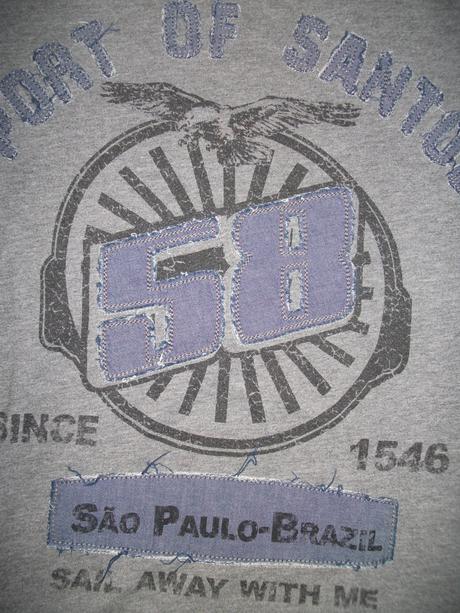 PORT OF SANTOS
58
SINCE 1546
SÃO PAULO-BRAZIL
SAIL AWAY WITH ME